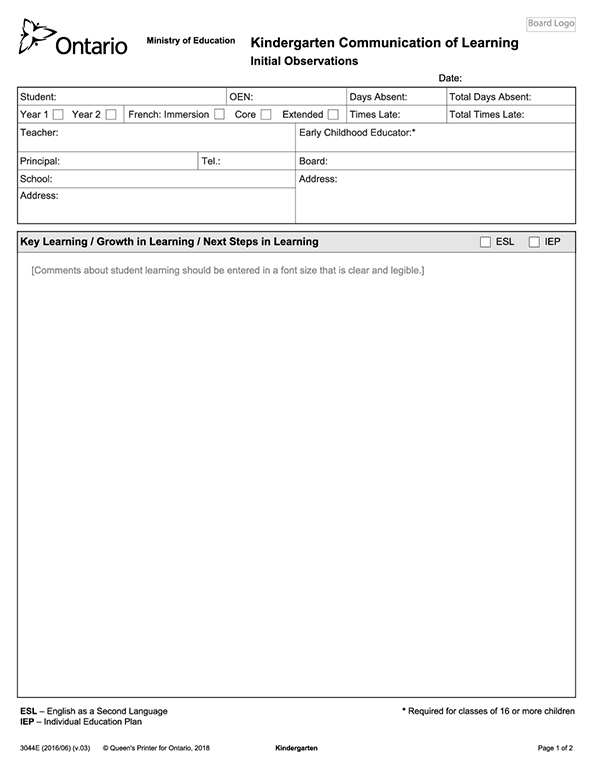 Board Logo
Ontario
Ministry of Education
Kindergarten Communication of Learning
Initial Observations
Date:
Student:
OEN:
Days Absent:
Total Days Absent:
Year 1
Year 2
French: Immersion
Core
Extended
Times Late:
Total Times Late:
Teacher:
Early Childhood Educator:*
Principal:
Tel.:
Board:
School:
Address:
Address:
Key Learning / Growth in Learning / Next Steps in Learning
ESL
IEP
[Comments about student learning should be entered in a font size that is clear and legible.]
ESL – English as a Second Language
* Required for classes of 16 or more children
IEP – Individual Education Plan
3044E (2016/06) (v.03)
© Queen's Printer for Ontario, 2018
Kindergarten
Page 1 of 2